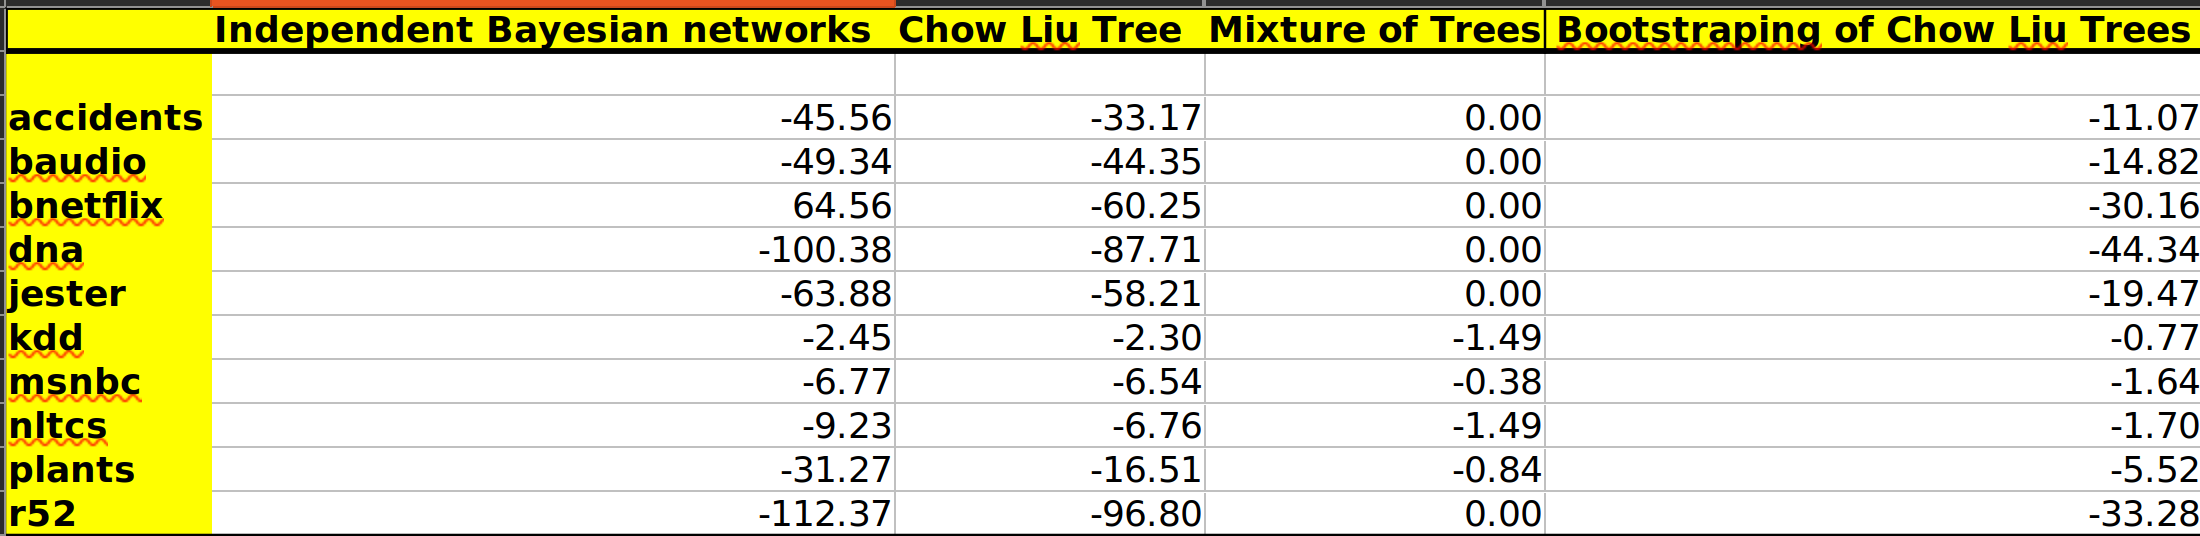 Independent Bayesian networks Chow Liu Tree Mixture of Trees Bootstraping of Chow Liu Trees
accidents -45.56 -33.17 0.00 -11.07
baudio -49.34 -44.35 0.00 -14.82
bnetflix 64.56 -60.25 0.00 -30.16
dna -100.38 -87.71 0.00 -44.34
jester -63.88 -58.21 0.00 -19.47
kdd -2.45 -2.30 -1.49 -0.77
msnbc -6.77 -6.54 -0.38 -1.64
nltcs -9.23 -6.76 -1.49 -1.70
plants -31.27 -16.51 -0.84 -5.52
r52 -112.37 -96.80 0.00 -33.28